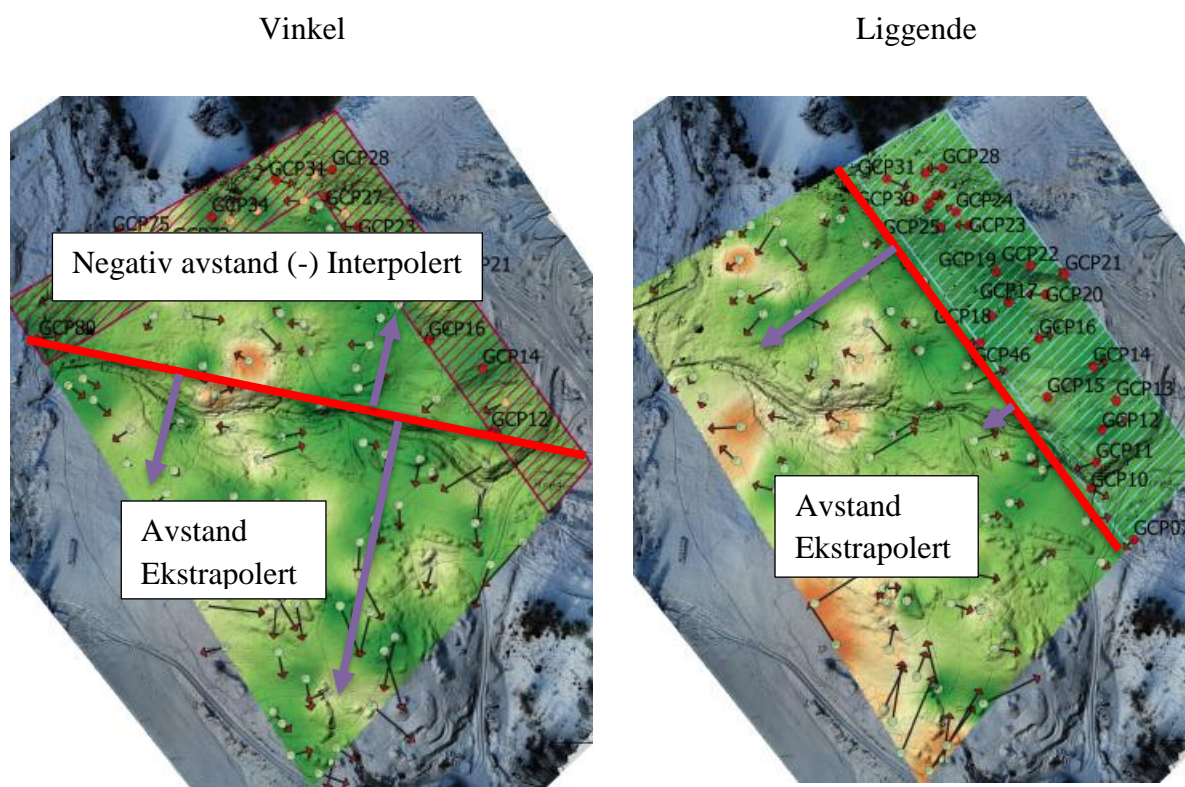 Vinkel
Liggende
GCP31
GCP28
GCP34
GCP27
GCP75
GCP23
Negativ avstand (-) Interpolert
21
GCP80
GCP16
GCP14
GCP12
Avstand
Ekstrapolert
GCP31
GCP28
GCP30
GCP24
GCP25
GCP23
GCP19
GCP22
GCP21
GCP17
GCP20
GCP18
GCP16
GCP46
GCP14
GCP15
GCP13
GCP12
GCP11
GCP10
GCP07
Avstand
Ekstrapolert